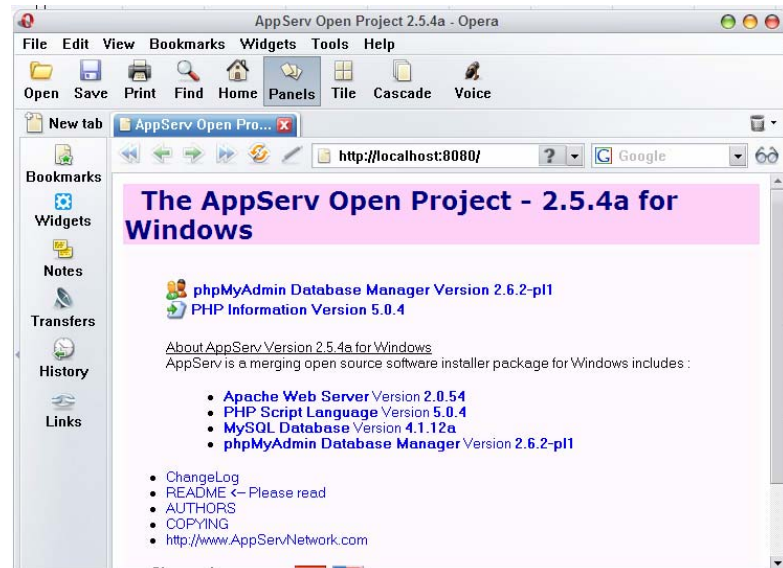 AppServ Open Project 2.5.4a - Opera
File Edit View Bookmarks Widgets Tools Help
Open Save Print Find Home Panels Tile Cascade Voice
New tab AppServ Open Pro...
http://localhost:8080/ ? G Google
Bookmarks
Widgets
Notes
Transfers
History
Links
The AppServ Open Project - 2.5.4a for
Windows
phpMyAdmin Database Manager Version 2.6.2-pl1
PHP Information Version 5.0.4
About AppServ Version 2.5.4a for Windows
AppServ is a merging open source software installer package for Windows includes :
Apache Web Server Version 2.0.54
PHP Script Language Version 5.0.4
MySQL Database Version 4.1.12a
phpMyAdmin Database Manager Version 2.6.2-pl1
ChangeLog
README <-- Please read
AUTHORS
COPYING
http://www.AppServNetwork.com